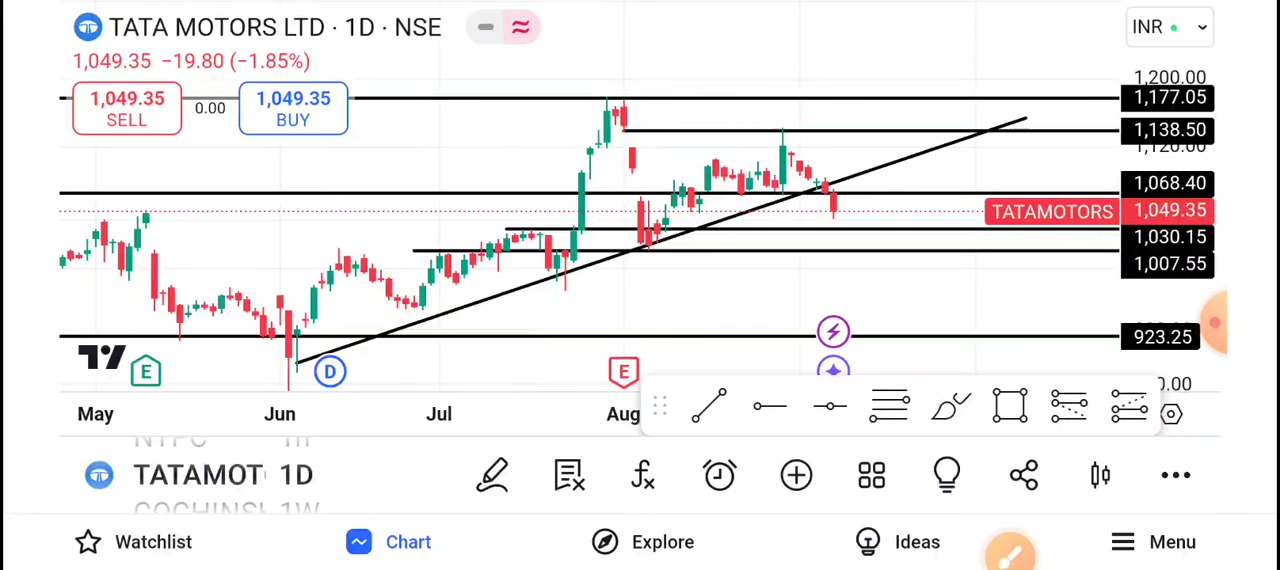 TATA MOTORS LTD · 1D · NSE
INR
1,049.35 −19.80 (−1.85%)
1,049.35
SELL
0.00
1,049.35
BUY
1,200.00
1,177.05
1,138.50
1,120.00
1,068.40
TATAMOTORS 1,049.35
1,030.15
1,007.55
923.25
E
D
E
May Jun Jul Aug
TATAMOT 1D
Watchlist
Chart
Explore
Ideas
Menu